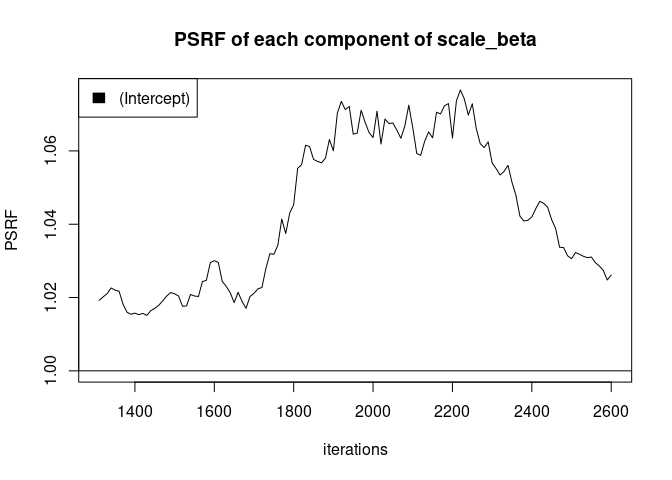 PSRF of each component of scale_beta
(Intercept)
PSRF
1.06
1.04
1.02
1.00
1400 1600 1800 2000 2200 2400 2600
iterations